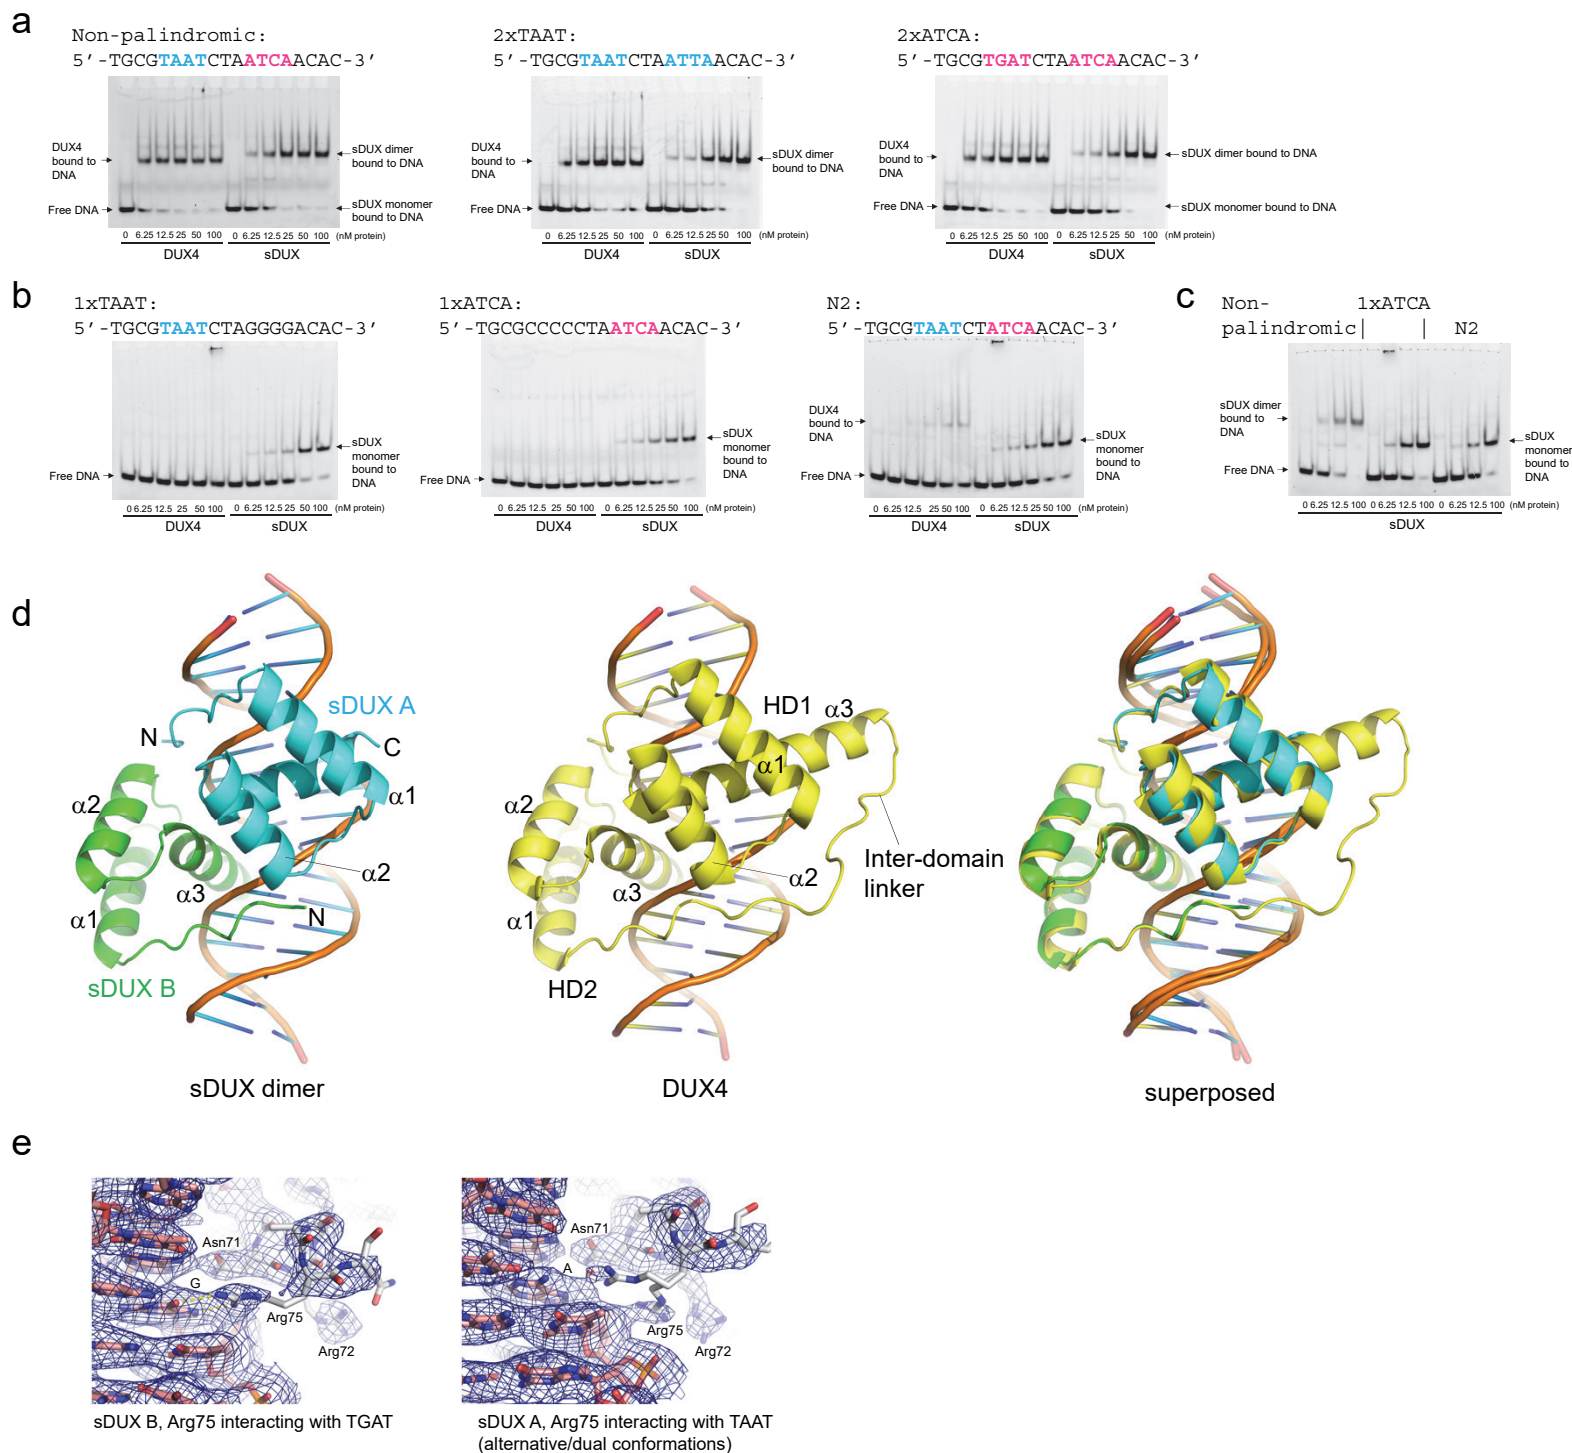 a
Non-palindromic:
5'-TGCGTAATCTAATCAACAC-3'
DUX4
bound to
DNA
Free DNA
sDUX dimer
bound to DNA
sDUX monomer
bound to DNA
0 6.25 12.5 25 50 100 0 6.25 12.5 25 50 100 (nM protein)
DUX4 sDUX
2xTAAT:
5'-TGCGTAATCTAATTAACAC-3'
DUX4
bound to
DNA
Free DNA
sDUX dimer
bound to DNA
0 6.25 12.5 25 50 100 0 6.25 12.5 25 50 100 (nM protein)
DUX4 sDUX
2xATCA:
5'-TGCGTGATCTAATCAACAC-3'
DUX4
bound to
DNA
Free DNA
sDUX dimer bound to DNA
sDUX monomer bound to DNA
0 6.25 12.5 25 50 100 0 6.25 12.5 25 50 100 (nM protein)
DUX4 sDUX
b
1xTAAT:
5'-TGCGTAATCTAGGGGACAC-3'
Free DNA
sDUX
monomer
bound to
DNA
0 6.25 12.5 25 50 100 0 6.25 12.5 25 50 100 (nM protein)
DUX4 sDUX
1xATCA:
5'-TGCGCCCCCTAATCAACAC-3'
Free DNA
sDUX
monomer
bound to
DNA
0 6.25 12.5 25 50 100 0 6.25 12.5 25 50 100 (nM protein)
DUX4 sDUX
N2:
5'-TGCGTAATCTATCAACAC-3'
DUX4
bound to
DNA
Free DNA
sDUX
monomer
bound to
DNA
0 6.25 12.5 25 50 100 0 6.25 12.5 25 50 100 (nM protein)
DUX4 sDUX
c
Non- 1xATCA
palindromic| | N2
sDUX dimer
bound to
DNA
Free DNA
sDUX
monomer
bound to
DNA
0 6.25 12.5 100 0 6.25 12.5 100 0 6.25 12.5 100 (nM protein)
sDUX
d
sDUX A
N
C
α1
α2
α2
α3
α1
N
sDUX B
sDUX dimer
HD1
α3
α1
α2
α2
α3
α1
Inter-domain
linker
HD2
DUX4
superposed
e
Asn71
G
Arg75
Arg72
sDUX B, Arg75 interacting with TGAT
Asn71
A
Arg75
Arg72
sDUX A, Arg75 interacting with TAAT
(alternative/dual conformations)